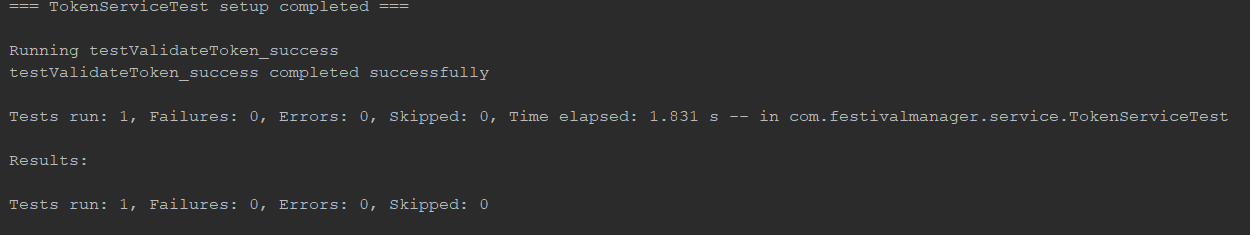 === TokenServiceTest setup completed ===
Running testValidateToken_success
testValidateToken_success completed successfully
Tests run: 1, Failures: 0, Errors: 0, Skipped: 0, Time elapsed: 1.831 s -- in com.festivalmanager.service.TokenServiceTest
Results:
Tests run: 1, Failures: 0, Errors: 0, Skipped: 0